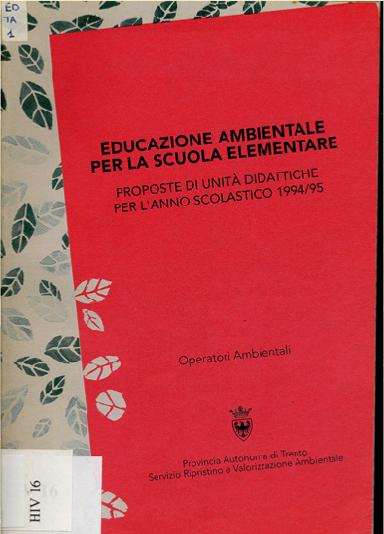 EO
TA
1
EDUCAZIONE AMBIENTALE
PER LA SCUOLA ELEMENTARE
PROPOSTE DI UNITÀ DIDATTICHE
PER L'ANNO SCOLASTICO 1994/95
Operatori Ambientali
Provincia Autonoma di Trento
Servizio Ripristino e Valorizzazione Ambientale
HIV 16